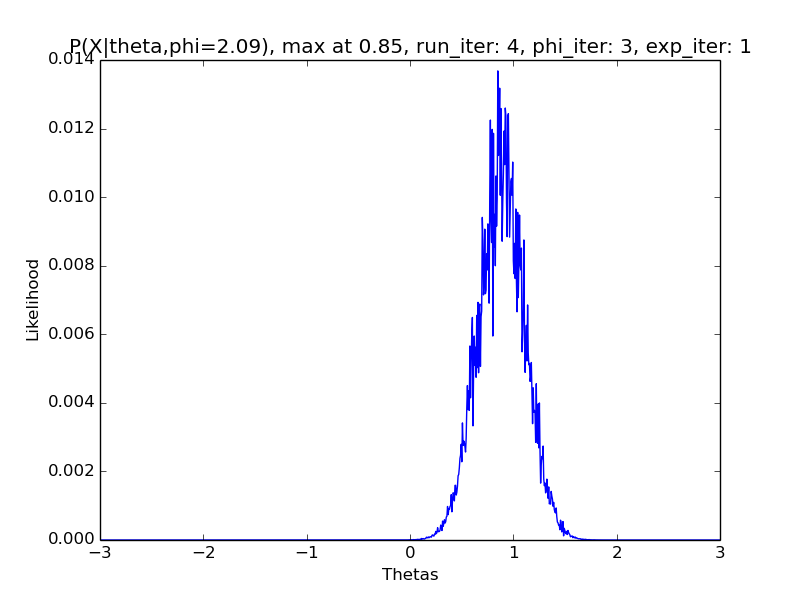 P(X|theta,phi=2.09), max at 0.85, run_iter: 4, phi_iter: 3, exp_iter: 1
0.014
0.012
0.010
0.008
0.006
0.004
0.002
0.000
Likelihood
−3 −2 −1 0 1 2 3
Thetas